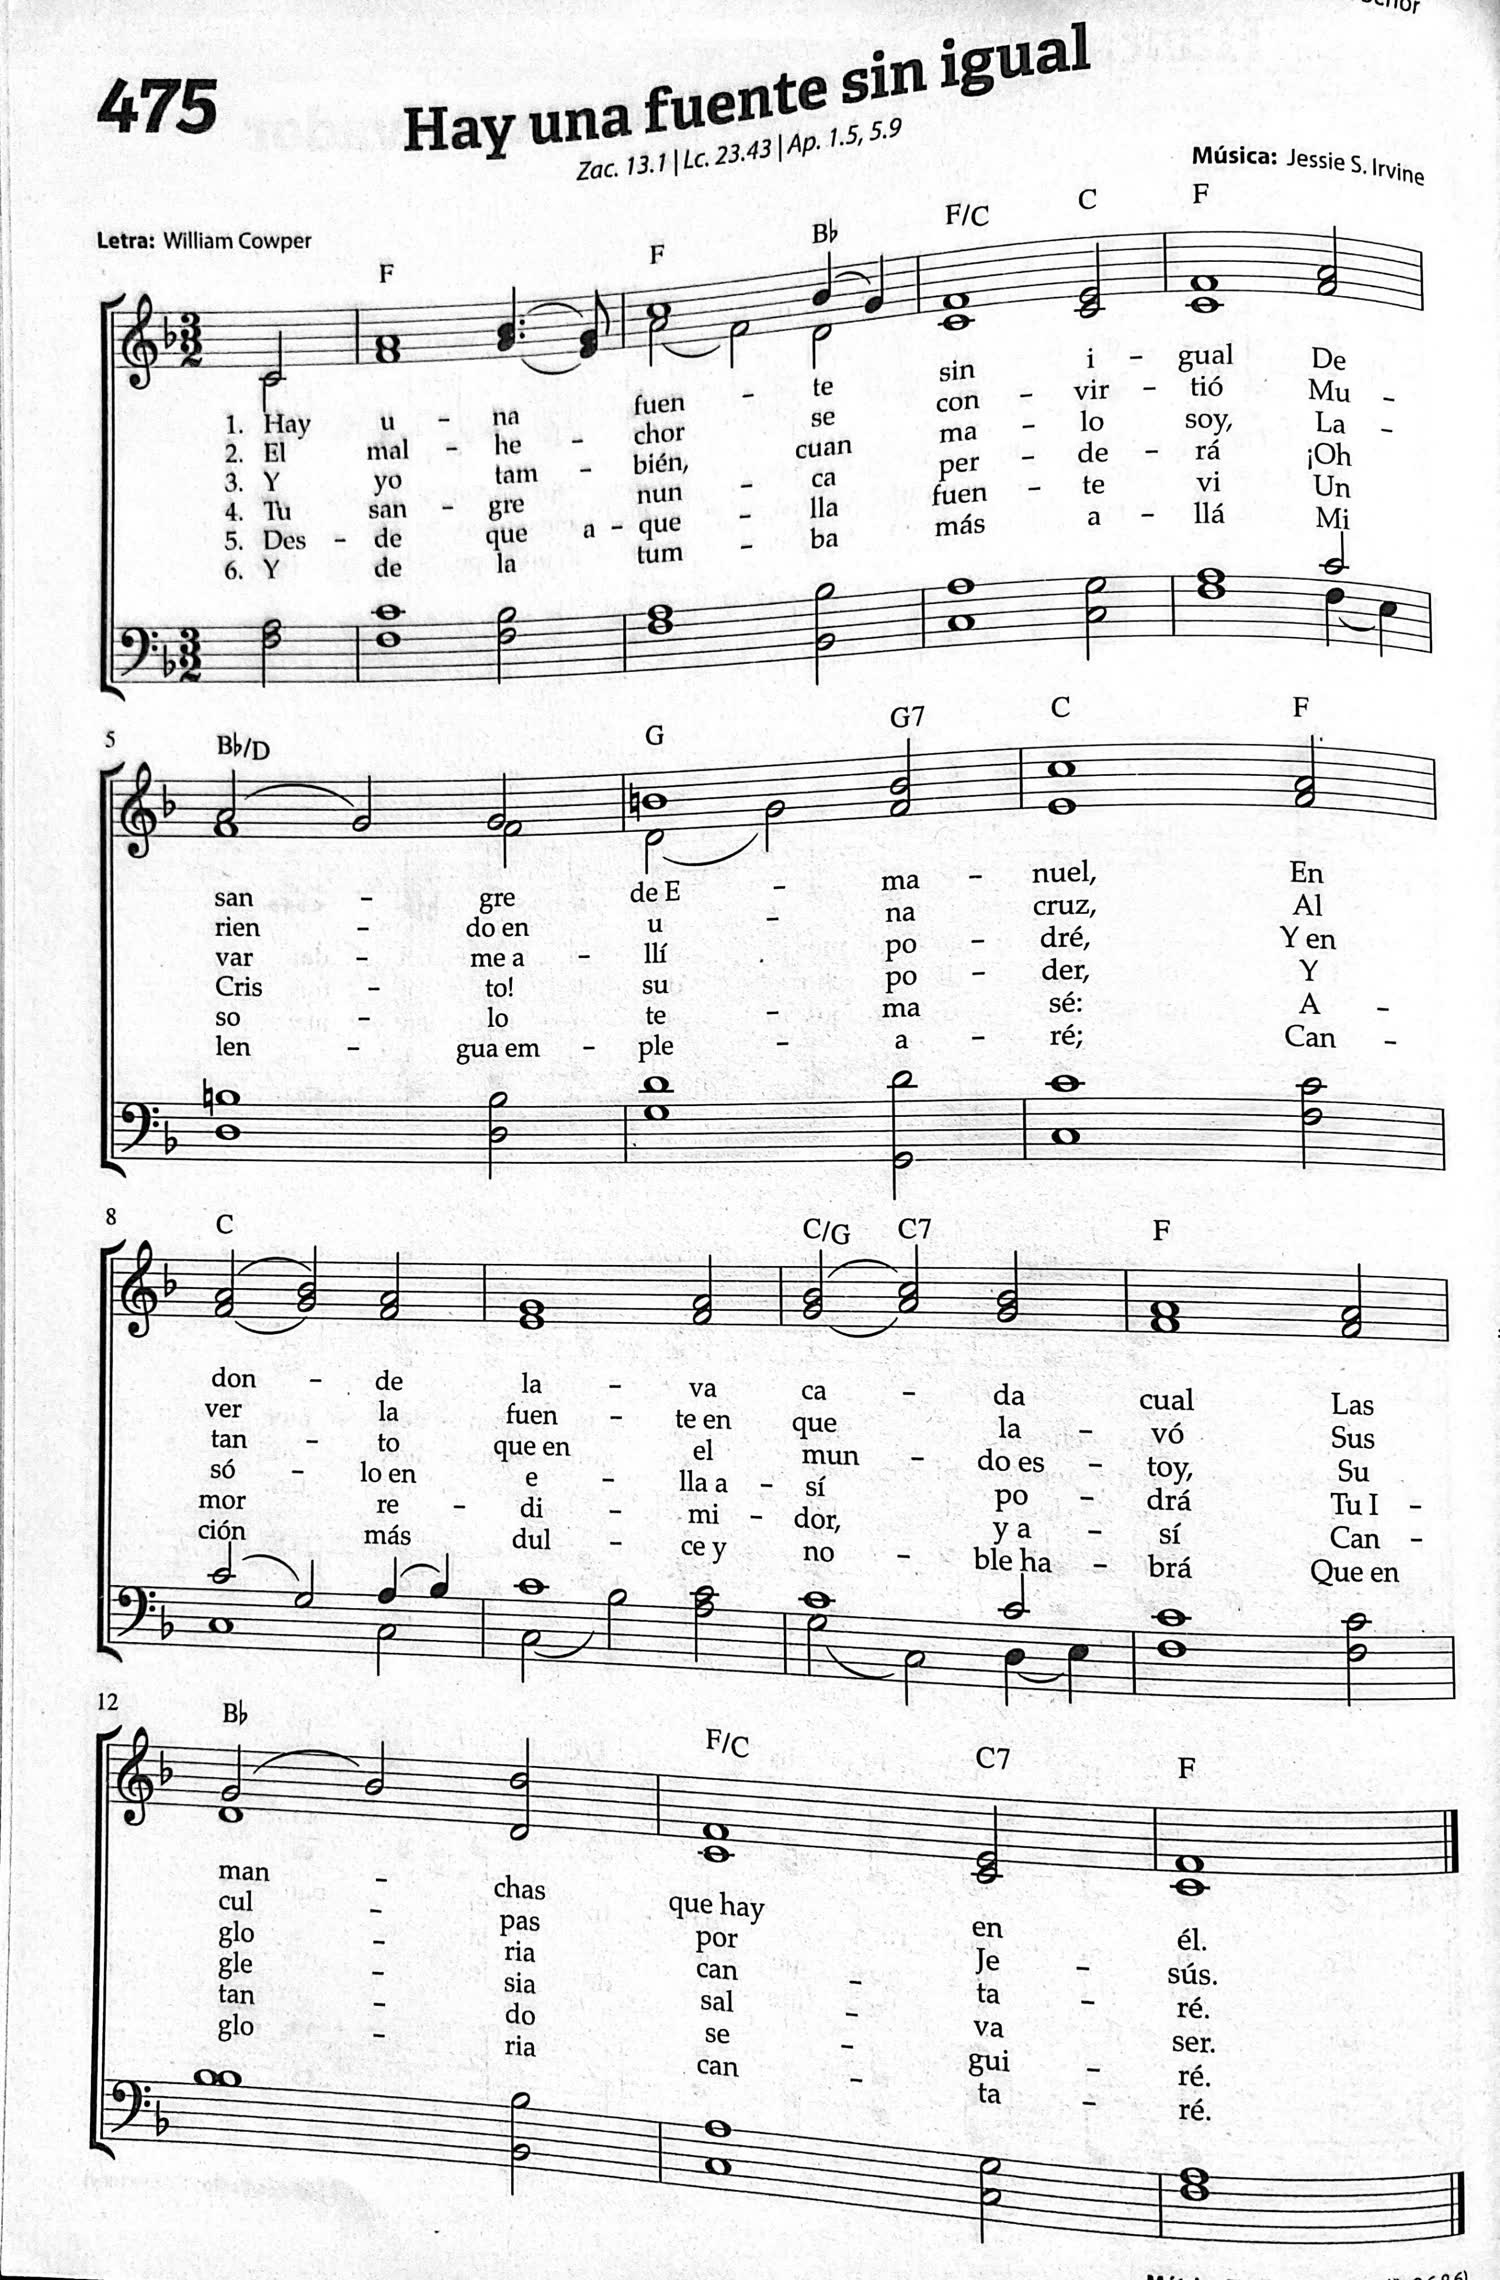 Señor
475
Hay una fuente sin igual
Zac. 13.1 | Lc. 23.43 | Ap. 1.5, 5.9
Música: Jessie S. Irvine
Letra: William Cowper
F F B♭ F/C C F
3 2
1. Hay u - na fuen - te sin i - gual De
2. El mal - he - chor se con - vir - tió Mu -
3. Y yo tam - bién, cuan ma - lo soy, La -
4. Tu san - gre nun - ca per - de - rá ¡Oh
5. Des - de que a - que - lla fuen - te vi Un
6. Y de la tum - ba más a - llá Mi
3 2
5 B♭/D G G7 C F
san - gre de E - ma - nuel, En
rien - do en u - na cruz, Al
var - me a - llí po - dré, Y en
Cris - to! su po - der, Y
so - lo te - ma sé: A -
len - gua em - ple - a - ré; Can -
8 C C/G C7 F
don - de la - va ca - da cual Las
ver la fuen - te en que la - vó Sus
tan - to que en el mun - do es - toy, Su
só - lo en e - lla a - sí po - drá Tu I -
mor re - di - mi - dor, y a - sí Can -
ción más dul - ce y no - ble ha - brá Que en
12 B♭ F/C C7 F
man - chas que hay en él.
cul - pas por Je - sús.
glo - ria can - ta - ré.
gle - sia sal - va ser.
tan - do se - gui - ré.
glo - ria can - ta - ré.